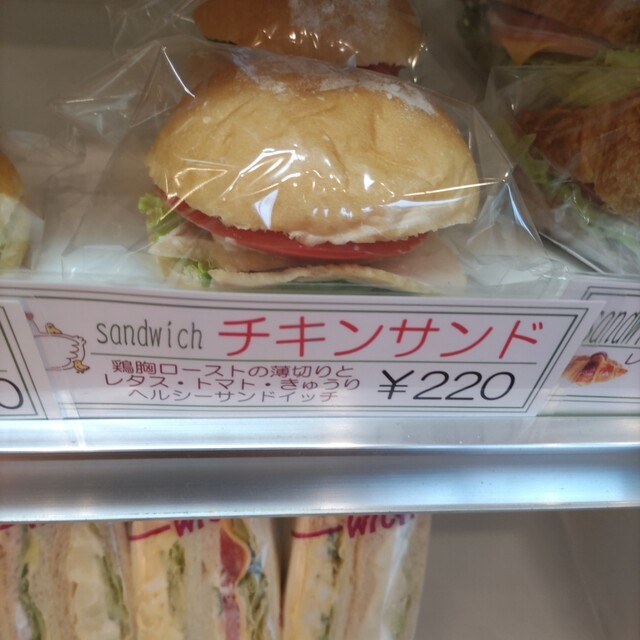 sandwich チキンサンド
鶏胸ローストの薄切りと
レタス・トマト・きゅうり
ヘルシーサンドイッチ
¥220